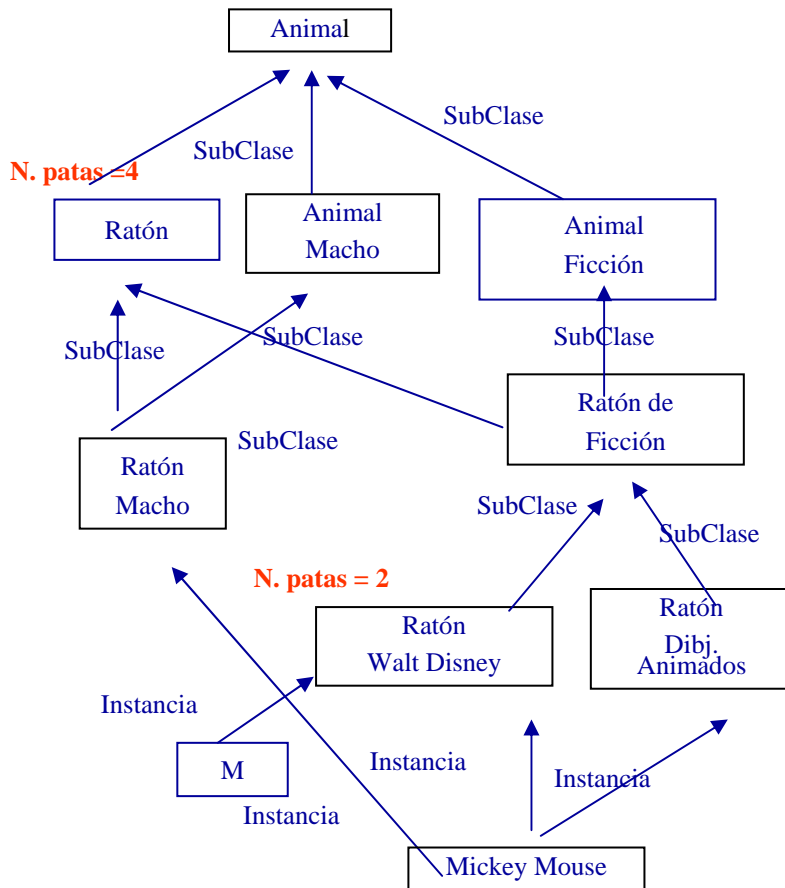 Animal
SubClase
SubClase
N. patas =4
Ratón
Animal
Macho
Animal
Ficción
SubClase
SubClase
SubClase
Ratón de
Ficción
SubClase
Ratón
Macho
SubClase
SubClase
N. patas = 2
Ratón
Walt Disney
Ratón
Dibj.
Animados
Instancia
M
Instancia
Instancia
Instancia
Mickey Mouse